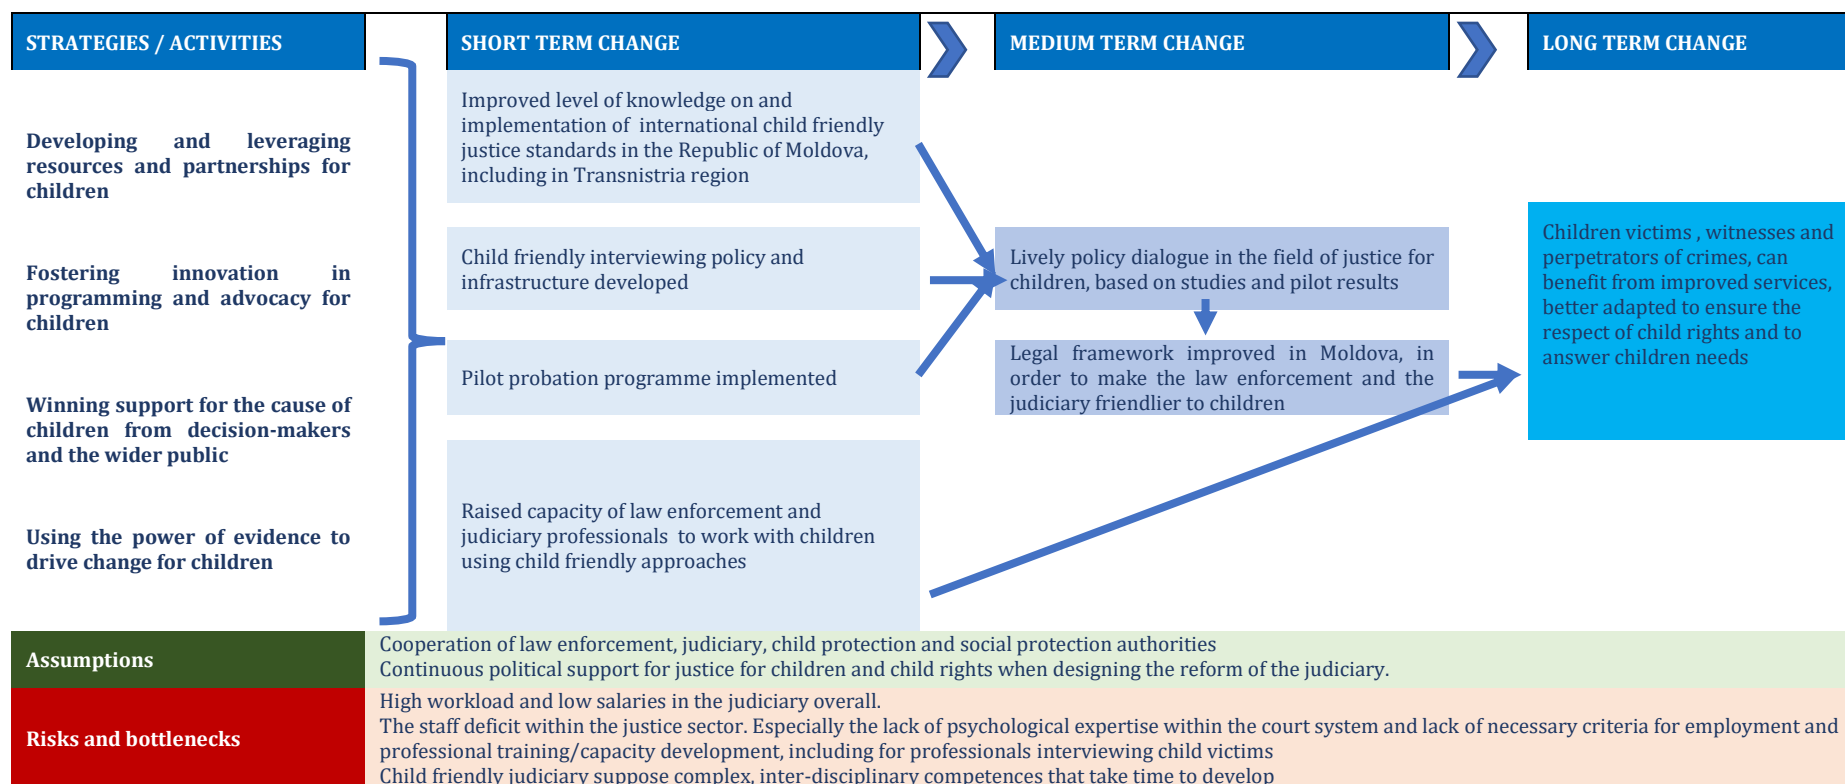 STRATEGIES / ACTIVITIES
SHORT TERM CHANGE
MEDIUM TERM CHANGE
LONG TERM CHANGE
Developing and leveraging
resources and partnerships for
children
Fostering innovation in
programming and advocacy for
children
Winning support for the cause of
children from decision-makers
and the wider public
Using the power of evidence to
drive change for children
Improved level of knowledge on and
implementation of international child friendly
justice standards in the Republic of Moldova,
including in Transnistria region
Child friendly interviewing policy and
infrastructure developed
Pilot probation programme implemented
Raised capacity of law enforcement and
judiciary professionals to work with children
using child friendly approaches
Lively policy dialogue in the field of justice for
children, based on studies and pilot results
Legal framework improved in Moldova, in
order to make the law enforcement and the
judiciary friendlier to children
Children victims , witnesses and
perpetrators of crimes, can
benefit from improved services,
better adapted to ensure the
respect of child rights and to
answer children needs
Assumptions
Cooperation of law enforcement, judiciary, child protection and social protection authorities
Continuous political support for justice for children and child rights when designing the reform of the judiciary.
Risks and bottlenecks
High workload and low salaries in the judiciary overall.
The staff deficit within the justice sector. Especially the lack of psychological expertise within the court system and lack of necessary criteria for employment and
professional training/capacity development, including for professionals interviewing child victims
Child friendly judiciary suppose complex, inter-disciplinary competences that take time to develop